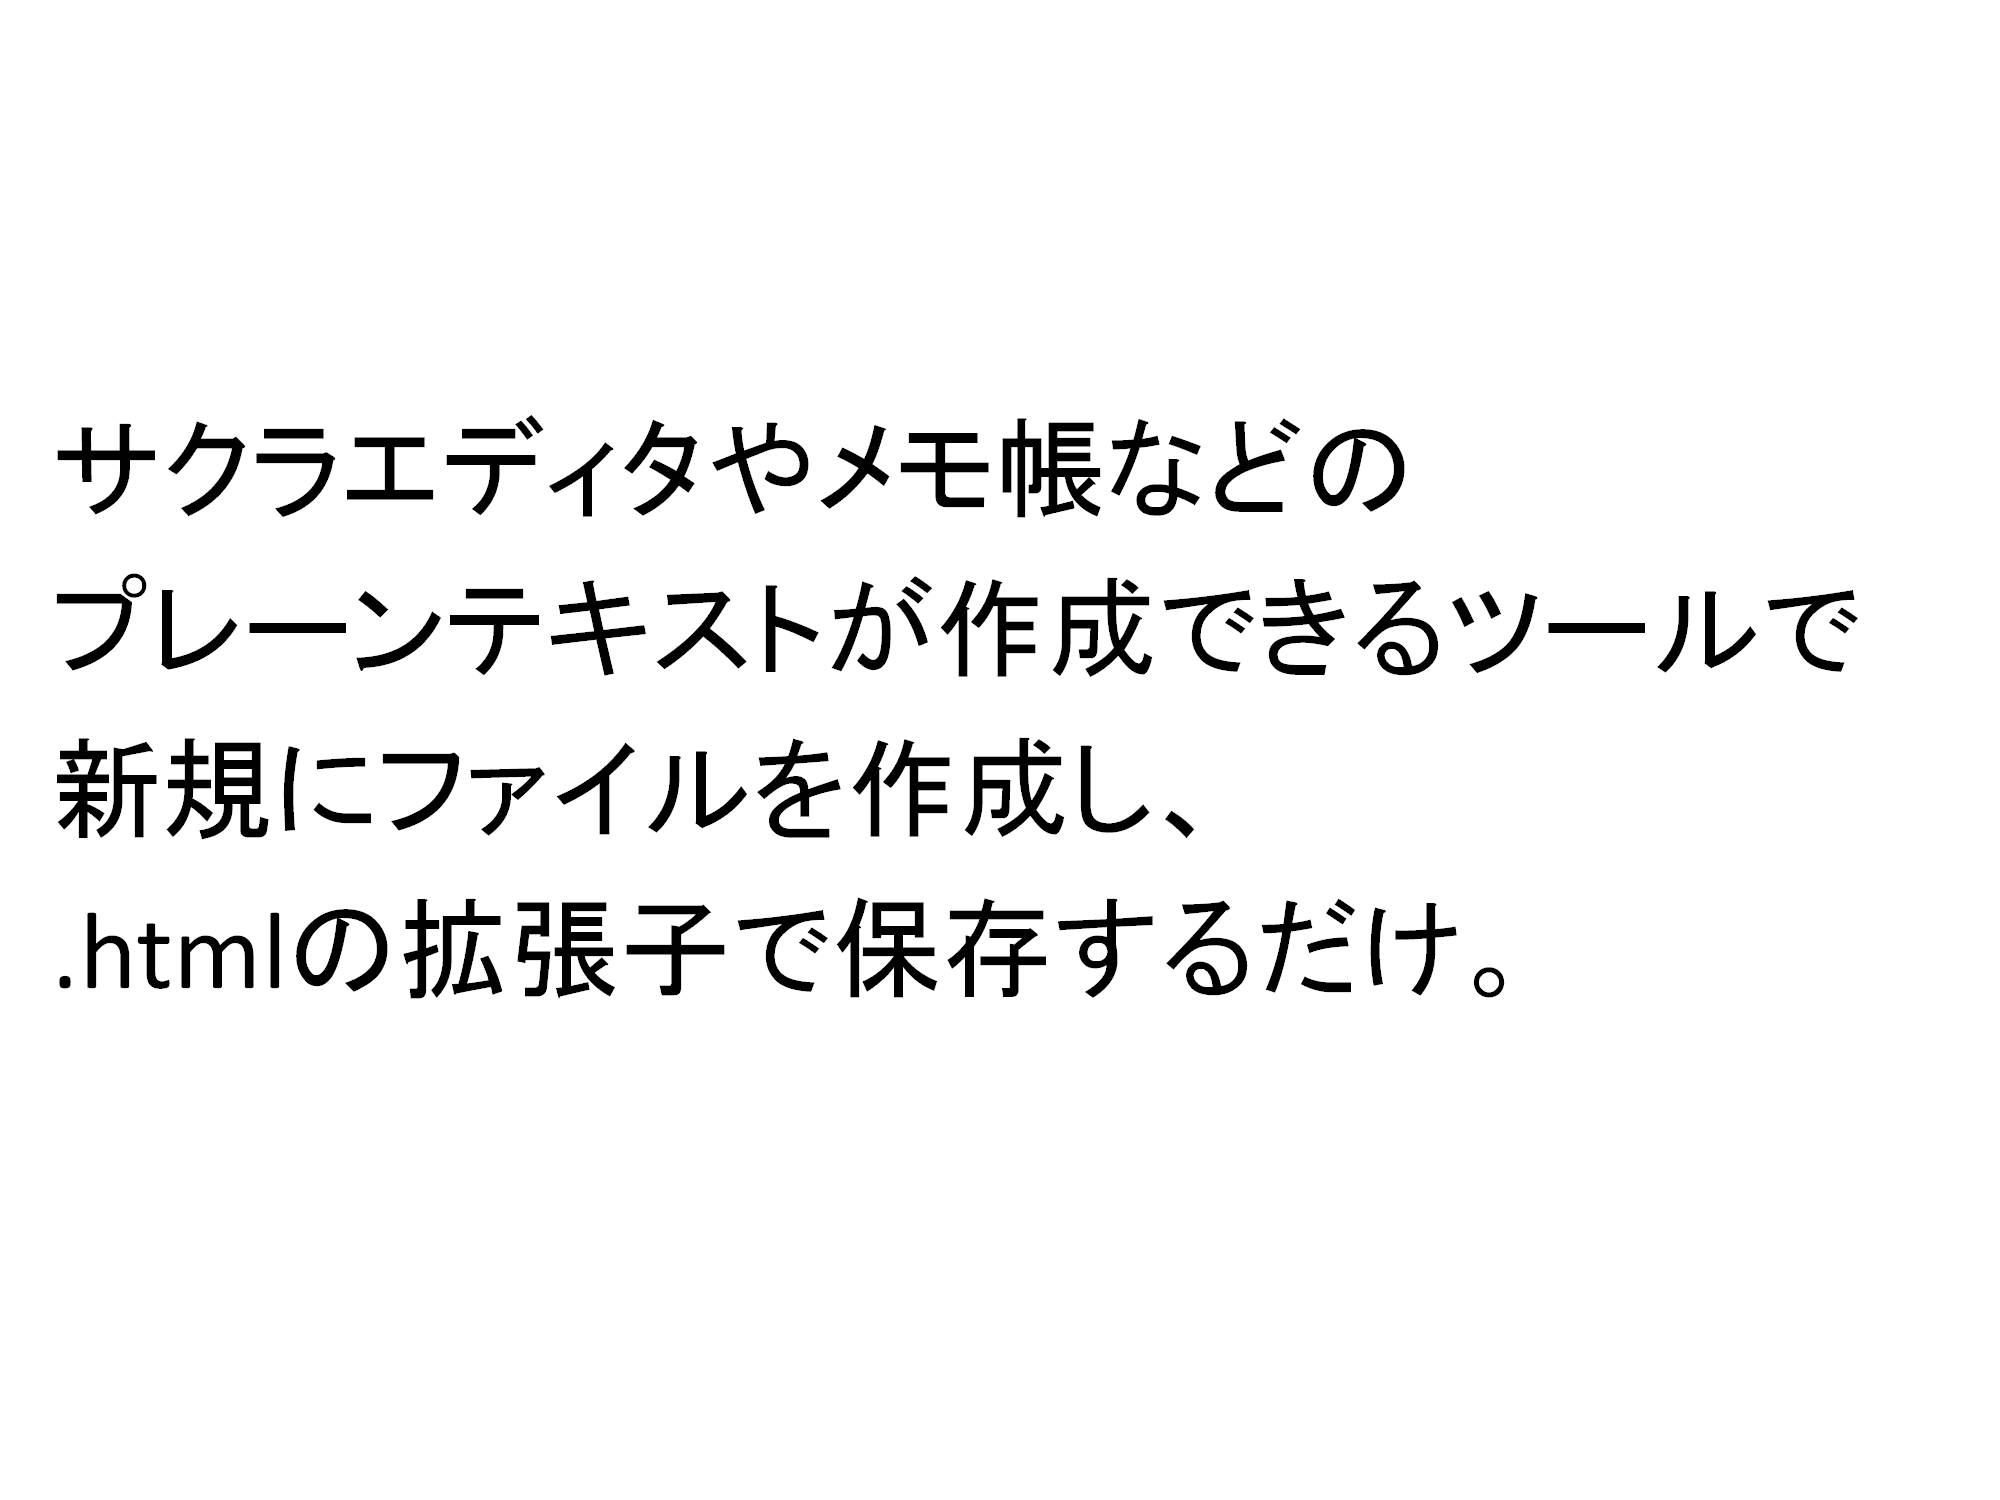 サクラエディタやメモ帳などの
プレーンテキストが作成できるツールで
新規にファイルを作成し、
.htmlの拡張子で保存するだけ。